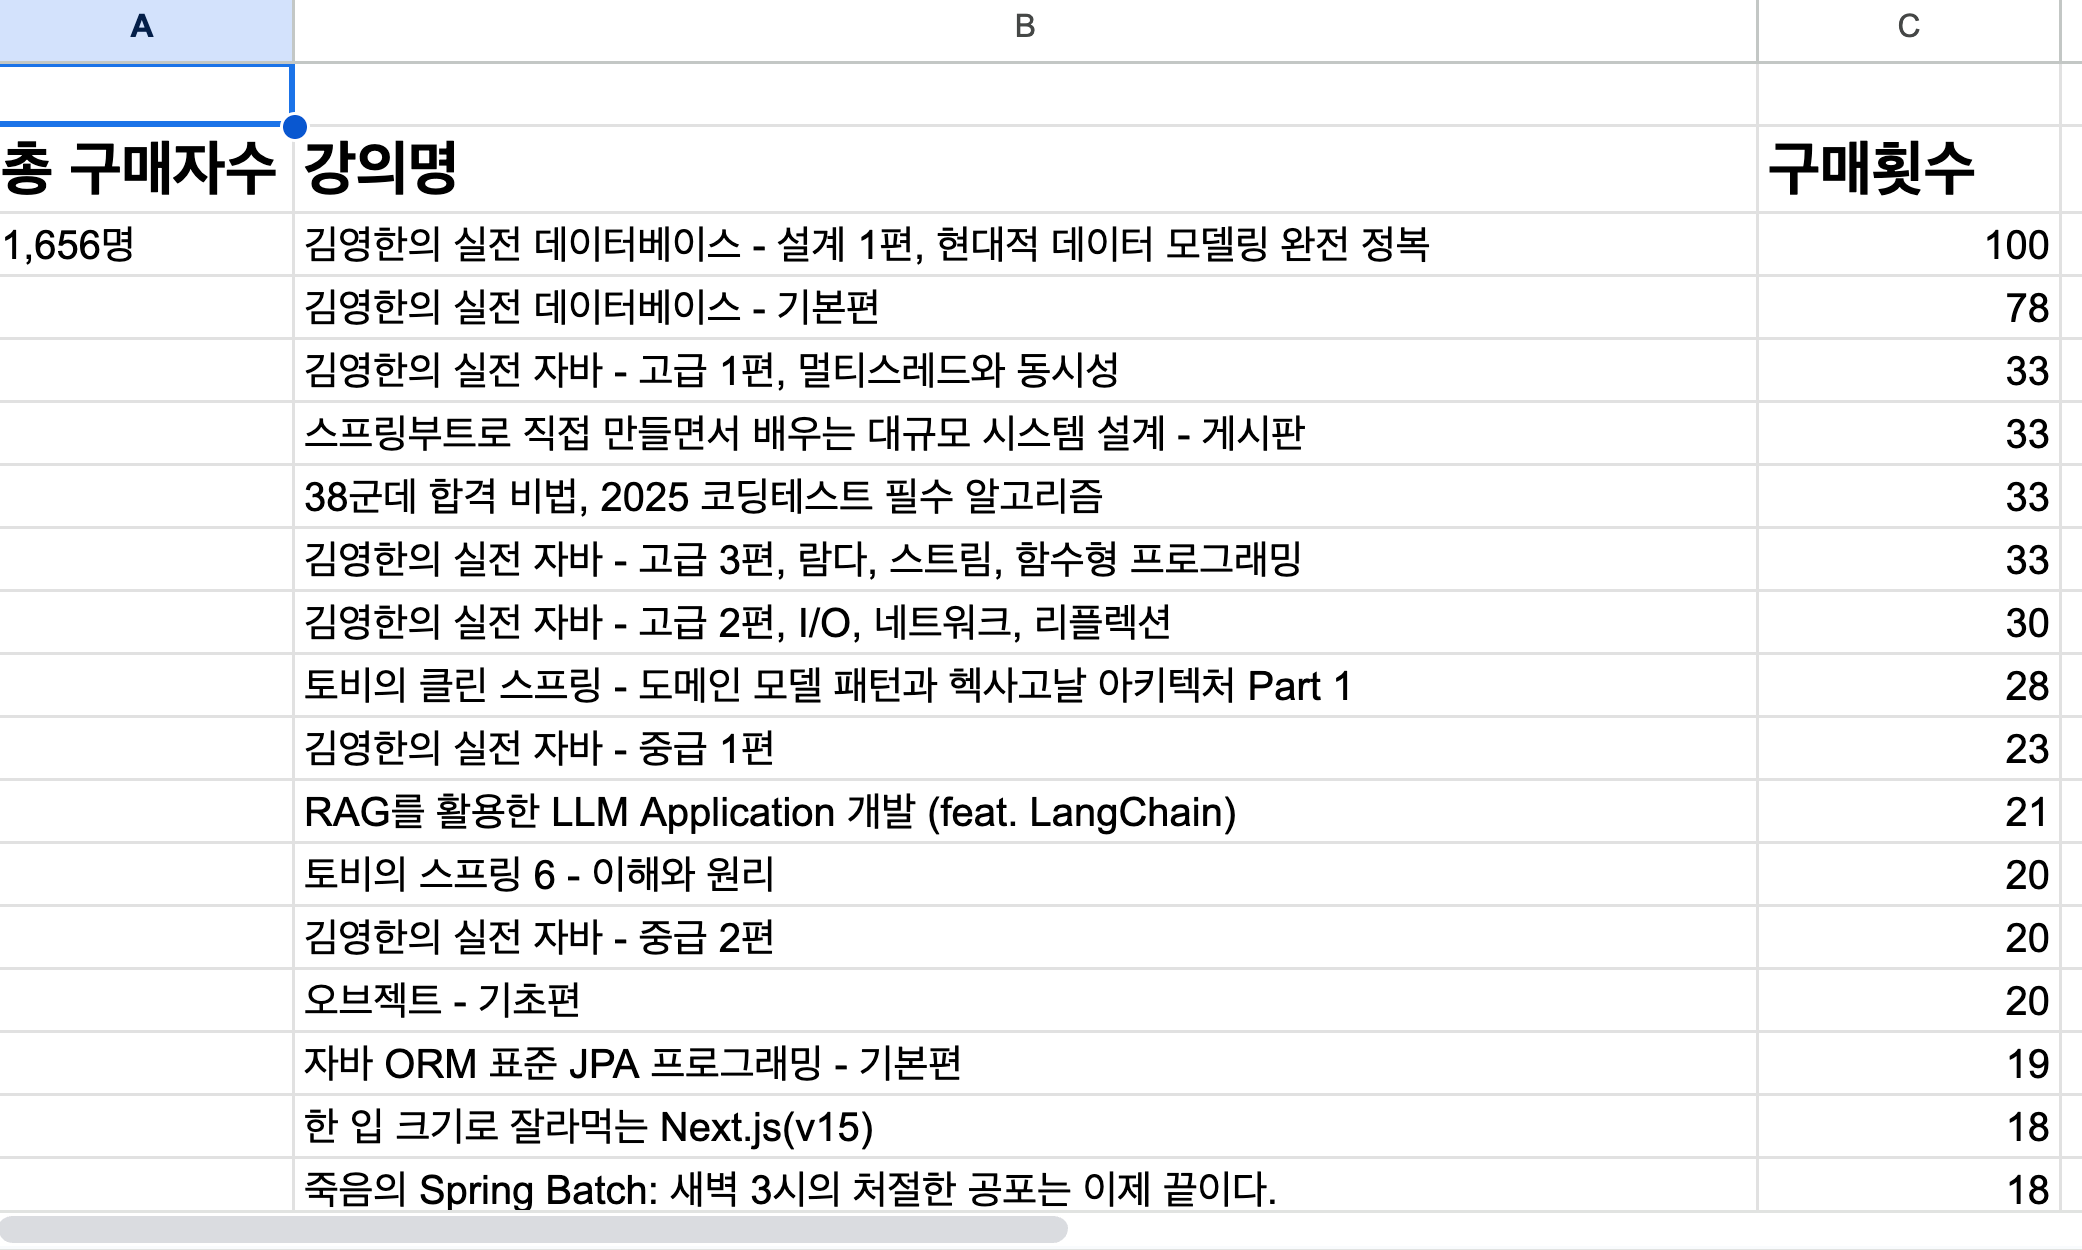 A B C
총 구매자수 강의명 구매횟수
1,656명 김영한의 실전 데이터베이스 - 설계 1편, 현대적 데이터 모델링 완전 정복 100
김영한의 실전 데이터베이스 - 기본편 78
김영한의 실전 자바 - 고급 1편, 멀티스레드와 동시성 33
스프링부트로 직접 만들면서 배우는 대규모 시스템 설계 - 게시판 33
38군데 합격 비법, 2025 코딩테스트 필수 알고리즘 33
김영한의 실전 자바 - 고급 3편, 람다, 스트림, 함수형 프로그래밍 33
김영한의 실전 자바 - 고급 2편, I/O, 네트워크, 리플렉션 30
토비의 클린 스프링 - 도메인 모델 패턴과 헥사고날 아키텍처 Part 1 28
김영한의 실전 자바 - 중급 1편 23
RAG를 활용한 LLM Application 개발 (feat. LangChain) 21
토비의 스프링 6 - 이해와 원리 20
김영한의 실전 자바 - 중급 2편 20
오브젝트 - 기초편 20
자바 ORM 표준 JPA 프로그래밍 - 기본편 19
한 입 크기로 잘라먹는 Next.js(v15) 18
죽음의 Spring Batch: 새벽 3시의 처절한 공포는 이제 끝이다. 18